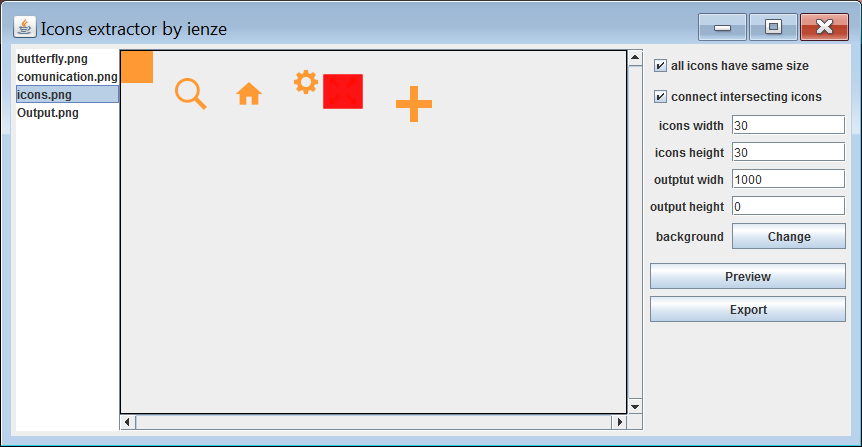 Icons extractor by ienze
butterfly.png
comunication.png
icons.png
Output.png
all icons have same size
connect intersecting icons
icons width 30
icons height 30
outptut widh 1000
output height 0
background Change
Preview
Export